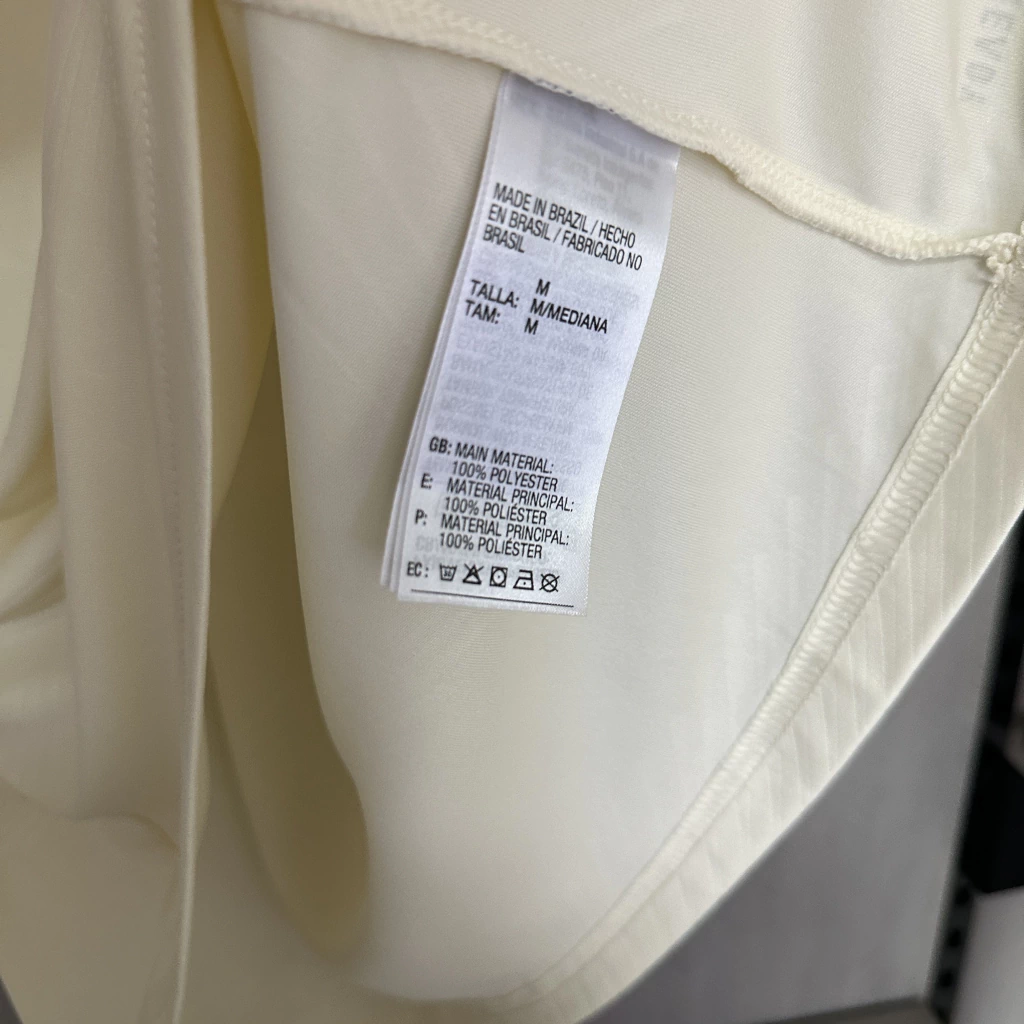 MADE IN BRAZIL / HECHO
EN BRASIL / FABRICADO NO
BRASIL
M
TALLA: M/MEDIANA
TAM: M
GB: MAIN MATERIAL:
100% POLYESTER
E: MATERIAL PRINCIPAL:
100% POLIÉSTER
P: MATERIAL PRINCIPAL:
100% POLIÉSTER
EC: